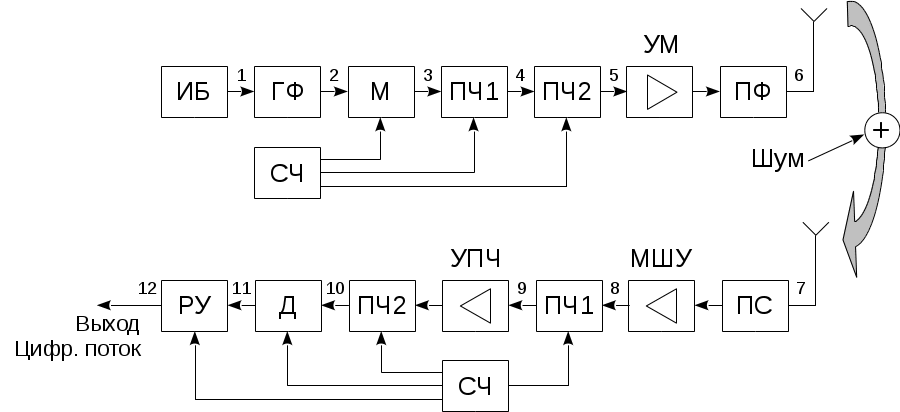 УМ
ИБ 1 ГФ 2 М 3 ПЧ1 4 ПЧ2 5 ПФ 6
СЧ
+
Шум
УПЧ МШУ
12 РУ 11 Д 10 ПЧ2 9 ПЧ1 8 ПС 7
Выход
Цифр. поток
СЧ